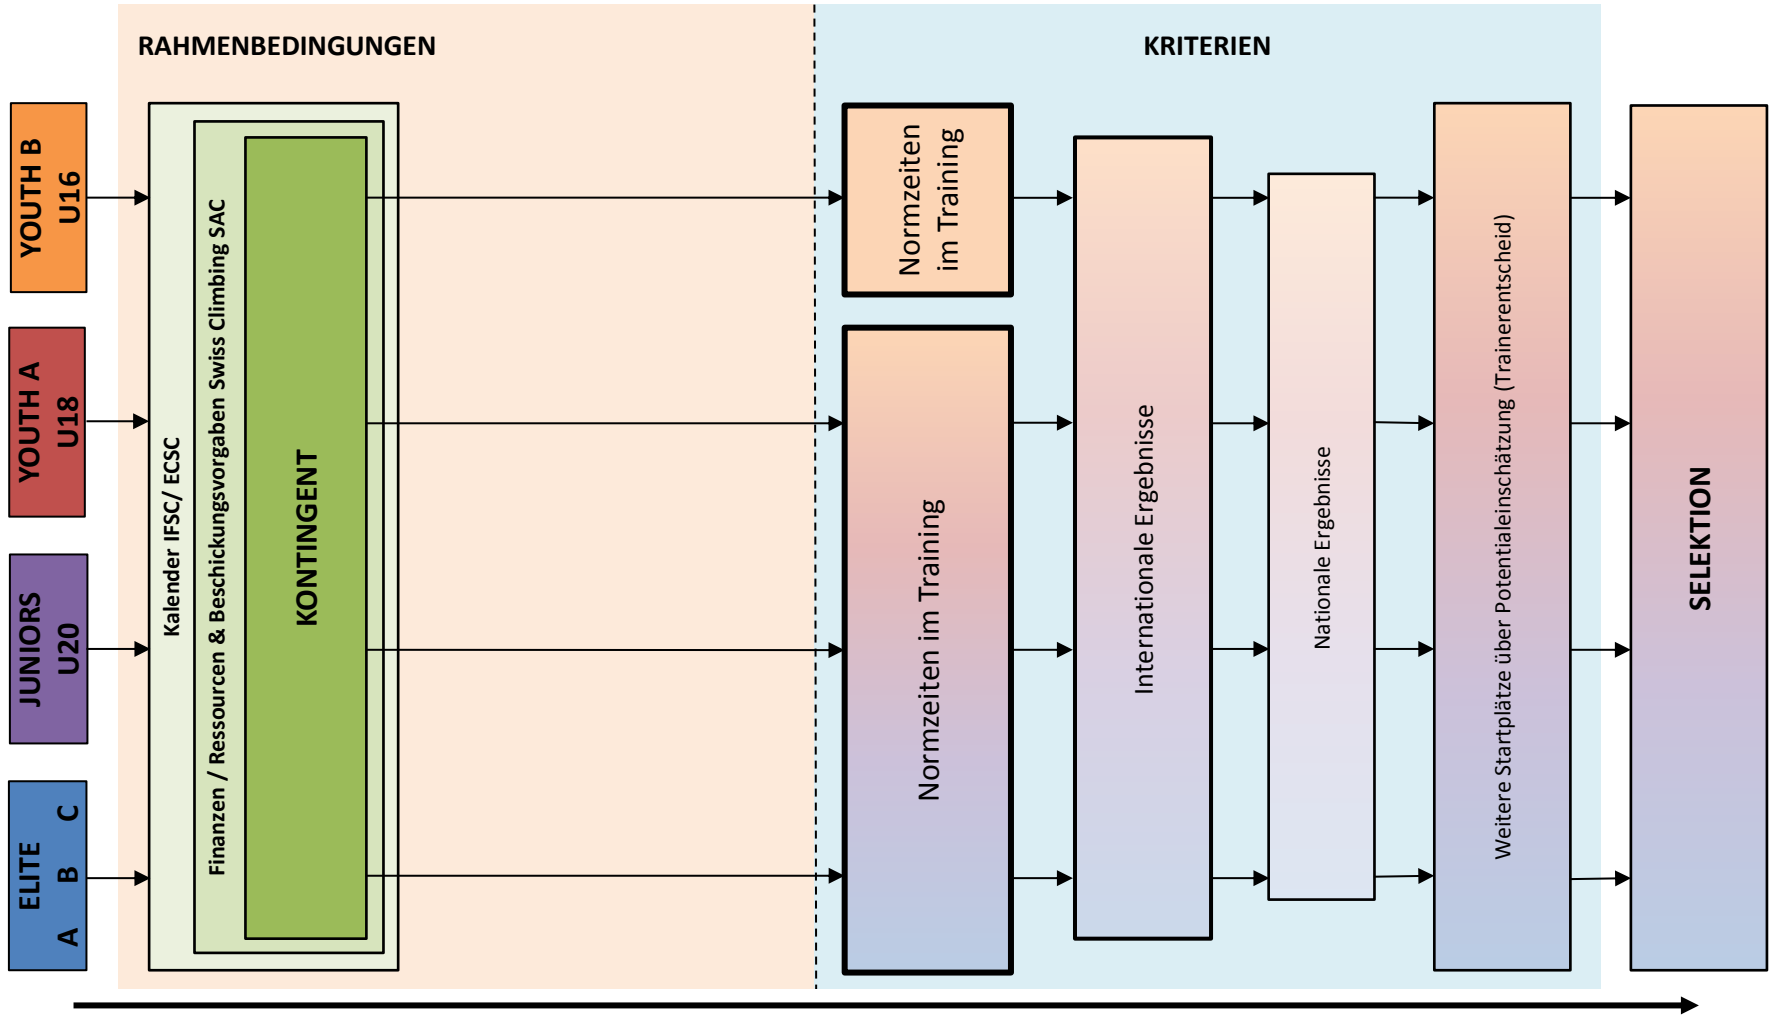 RAHMENBEDINGUNGEN
KRITERIEN
YOUTH B
U16
YOUTH A
U18
JUNIORS
U20
ELITE
A B C
Kalender IFSC/ ECSC
Finanzen / Ressourcen & Beschickungsvorgaben Swiss Climbing SAC
KONTINGENT
Normzeiten
im Training
Normzeiten im Training
Internationale Ergebnisse
Nationale Ergebnisse
Weitere Startplätze über Potentialeinschätzung (Trainerentscheid)
SELEKTION